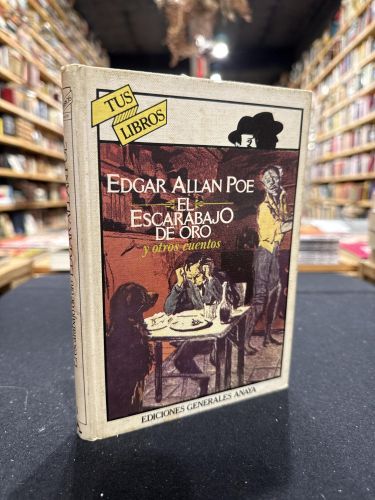 TUS
LIBROS
EDGAR ALLAN POE
EL
ESCARABAJO
DE ORO
y otros cuentos
EDICIONES GENERALES ANAYA